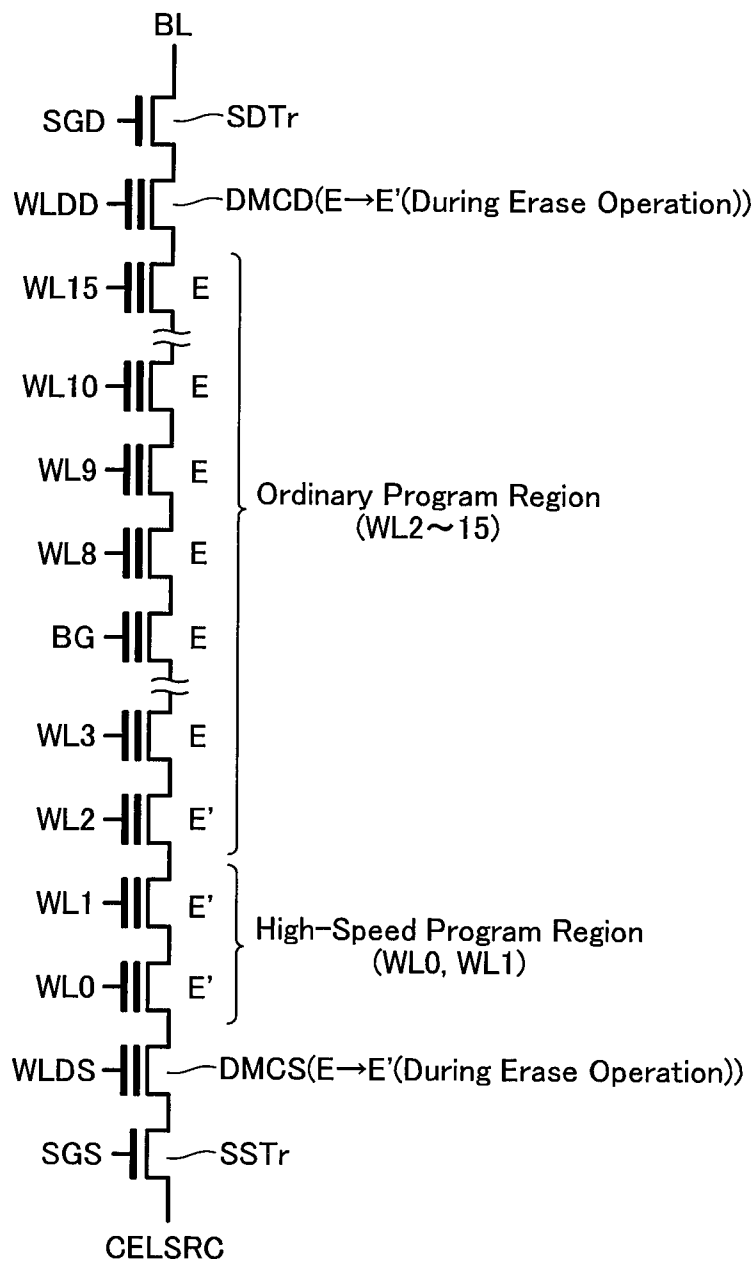 BL
SGD SDTr
WLDD DMCD(E→E'(During Erase Operation))
WL15 E
WL10 E
WL9 E
Ordinary Program Region
(WL2~15)
WL8 E
BG E
WL3 E
WL2 E'
WL1 E'
High-Speed Program Region
(WL0, WL1)
WL0 E'
WLDS DMCS(E→E'(During Erase Operation))
SGS SSTr
CELSRC